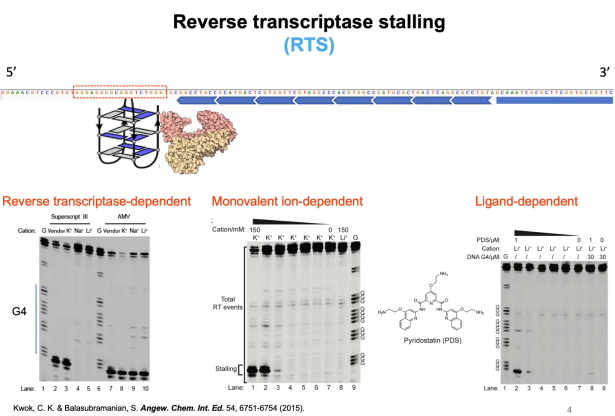 Reverse transcriptase stalling
(RTS)
5’
3’
Reverse transcriptase-dependent
Superscript III
AMV
Cation:
G
Vendor
K⁺
Na⁺
Li⁺
G
Vendor
K⁺
Na⁺
Li⁺
G4
Lane:
1 2 3 4 5 6 7 8 9 10
Monovalent ion-dependent
:
Cation/mM:
150
0
150
K⁺ K⁺ K⁺ K⁺ K⁺ K⁺ K⁺ Li⁺ G
Total
RT events
Stalling
Lane:
1 2 3 4 5 6 7 8 9
NH₂
H₂N
O
O
O
NH
N
HN
O
N
N
O
NH₂
Pyridostatin (PDS)
Ligand-dependent
PDS/μM:
1
0
1
0
Cation:
Li⁺ Li⁺ Li⁺ Li⁺ Li⁺ Li⁺ Li⁺ Li⁺
DNA G4/μM:
G / / / / / / 30 30
Lane:
1 2 3 4 5 6 7 8 9
Kwok, C. K. & Balasubramanian, S. Angew. Chem. Int. Ed. 54, 6751-6754 (2015).
4